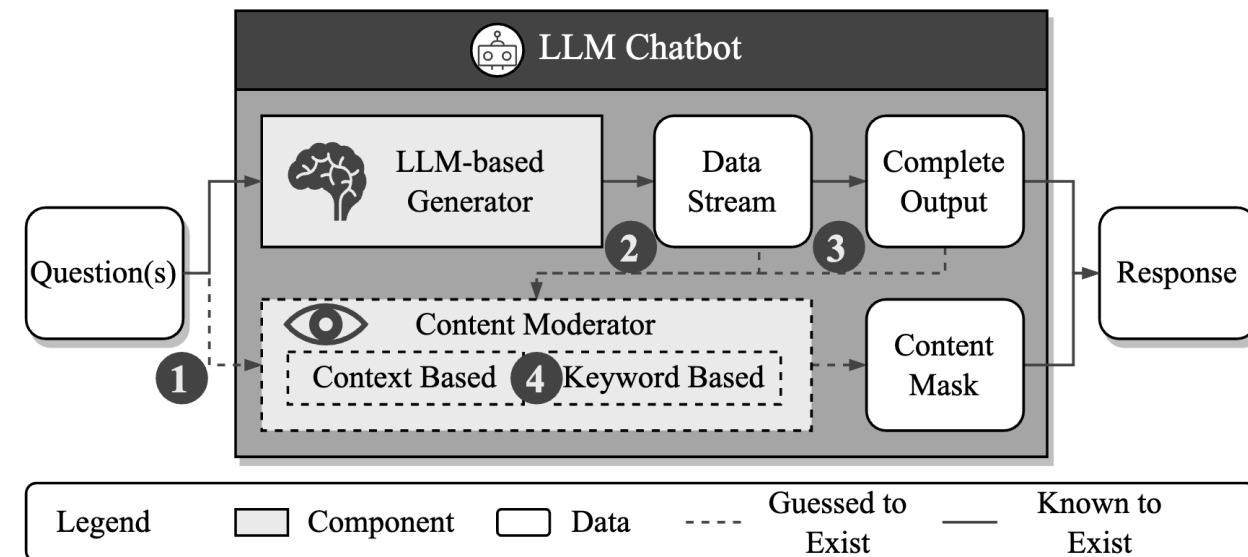 LLM Chatbot
LLM-based
Generator
Data
Stream
Complete
Output
Question(s)
2
3
Response
Content Moderator
1
Context Based
4
Keyword Based
Content
Mask
Legend
Component
Data
Guessed to
Exist
Known to
Exist